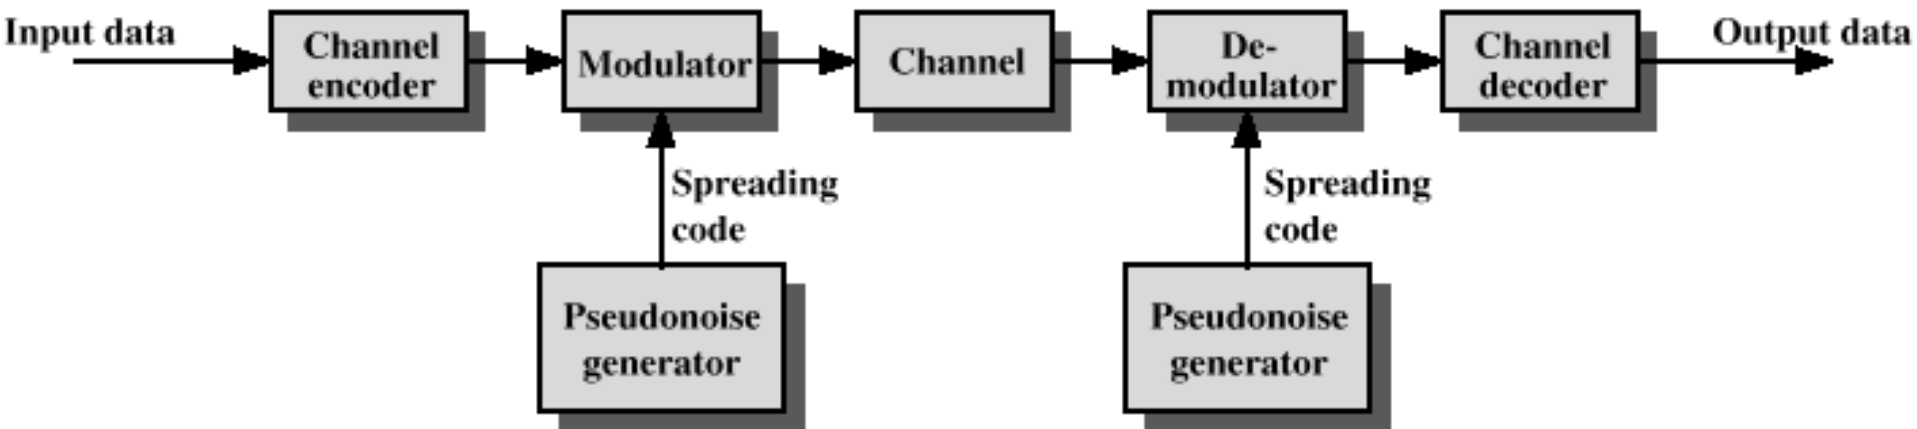 Input data
Channel
encoder
Modulator
Channel
De-
modulator
Channel
decoder
Output data
Spreading
code
Spreading
code
Pseudonoise
generator
Pseudonoise
generator